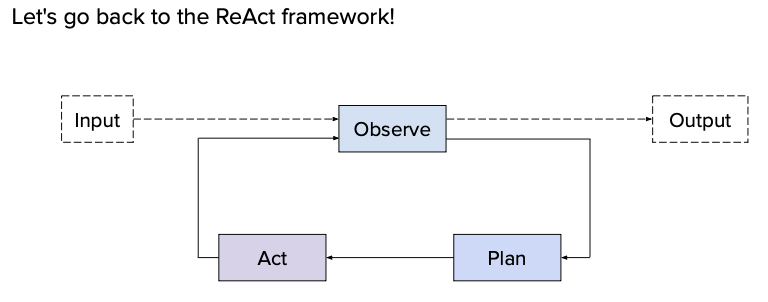 Let's go back to the ReAct framework!
Input
Observe
Output
Act
Plan